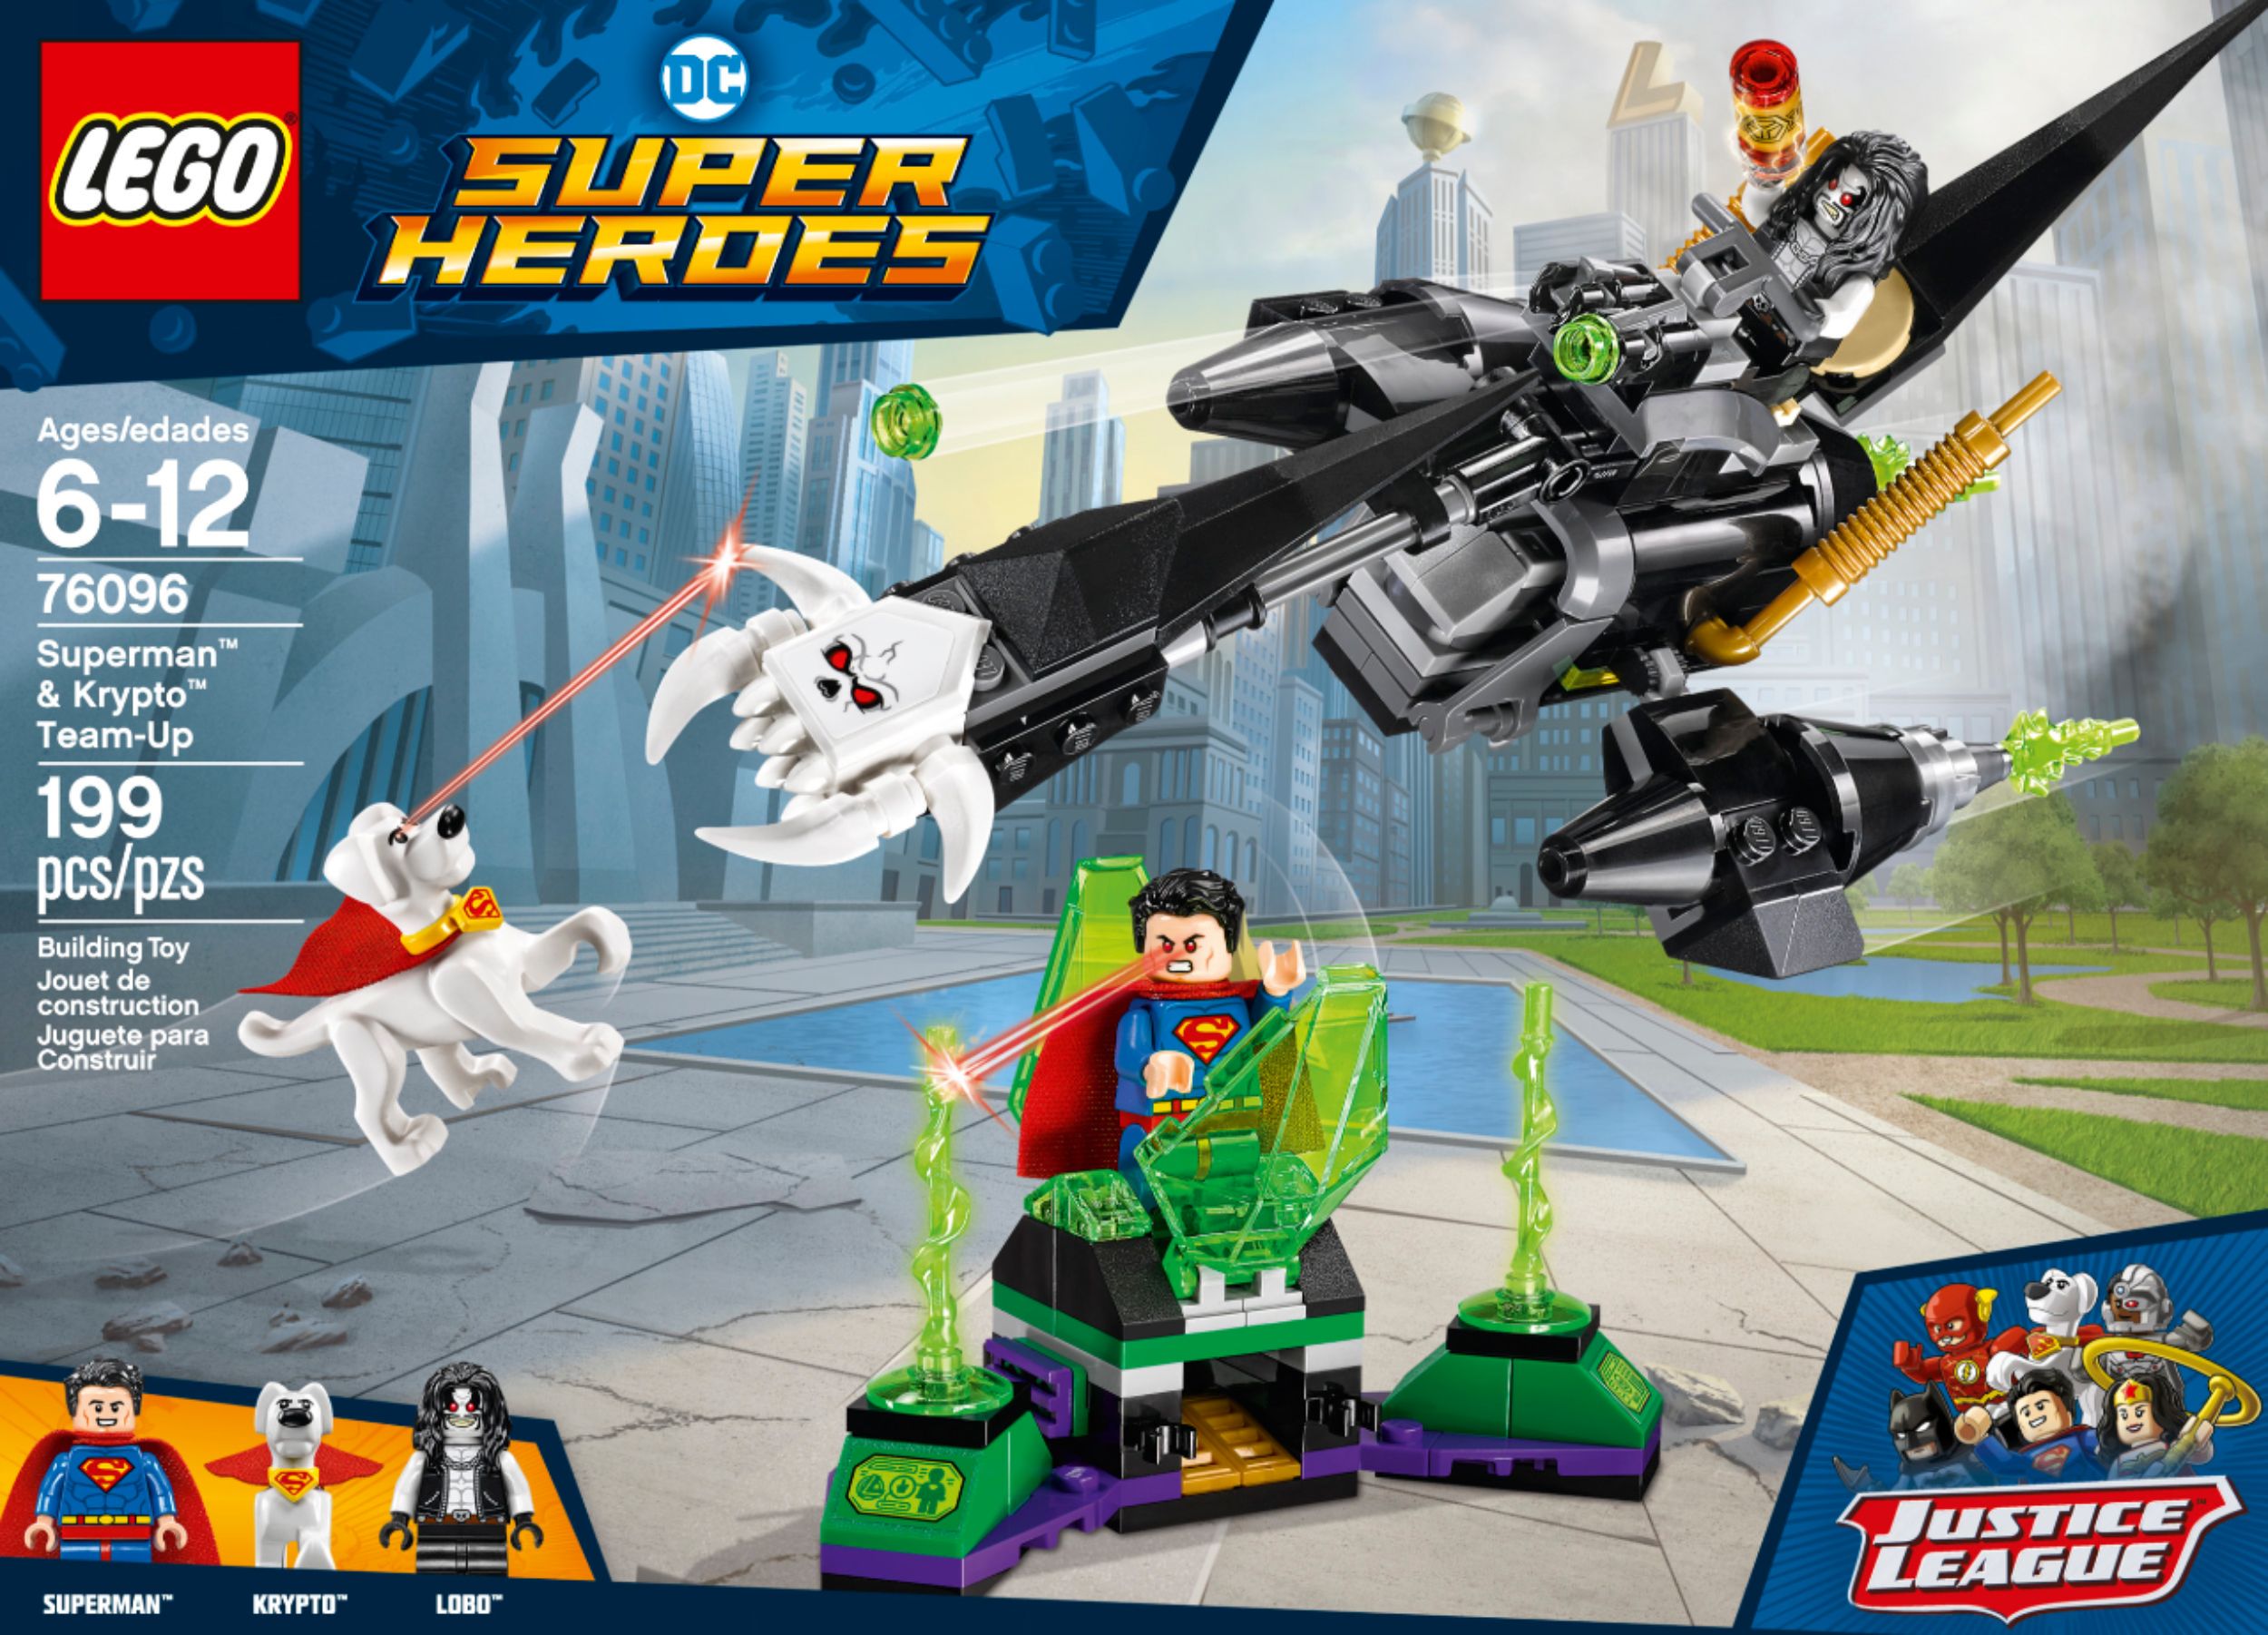 LEGO
DC
SUPER
HEROES
Ages/edades
6-12
76096
Superman™
& Krypto™
Team-Up
199
pcs/pzs
Building Toy
Jouet de
construction
Juguete para
Construir
SUPERMAN™
KRYPTO™
LOBO™
JUSTICE
LEAGUE™